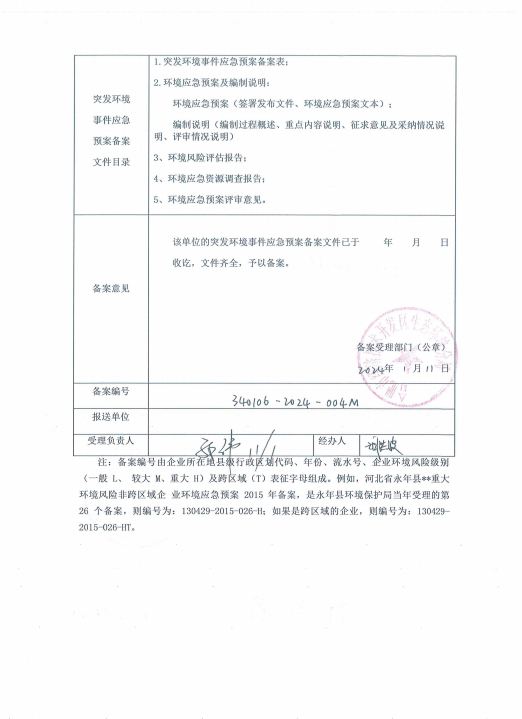 突发环境
事件应急
预案备案
文件目录
1.突发环境事件应急预案备案表；
2.环境应急预案及编制说明：
环境应急预案（签署发布文件、环境应急预案文本）；
编制说明（编制过程概述、重点内容说明、征求意见及采纳情况说
明、评审情况说明）
3、环境风险评估报告；
4、环境应急资源调查报告；
5、环境应急预案评审意见。
备案意见
该单位的突发环境事件应急预案备案文件已于 年 月 日
收讫，文件齐全，予以备案。
备案受理部门（公章）
2024年 1 月 11 日
备案编号
340106-2024-004M
报送单位
受理负责人
1/11
经办人
注：备案编号由企业所在地县级行政区划代码、年份、流水号、企业环境风险级别
（一般 L、 较大 M、重大 H）及跨区域（T）表征字母组成。例如，河北省永年县**重大
环境风险非跨区域企 业环境应急预案 2015 年备案，是永年县环境保护局当年受理的第
26 个备案，则编号为：130429-2015-026-H；如果是跨区域的企业，则编号为：130429-
2015-026-HT。